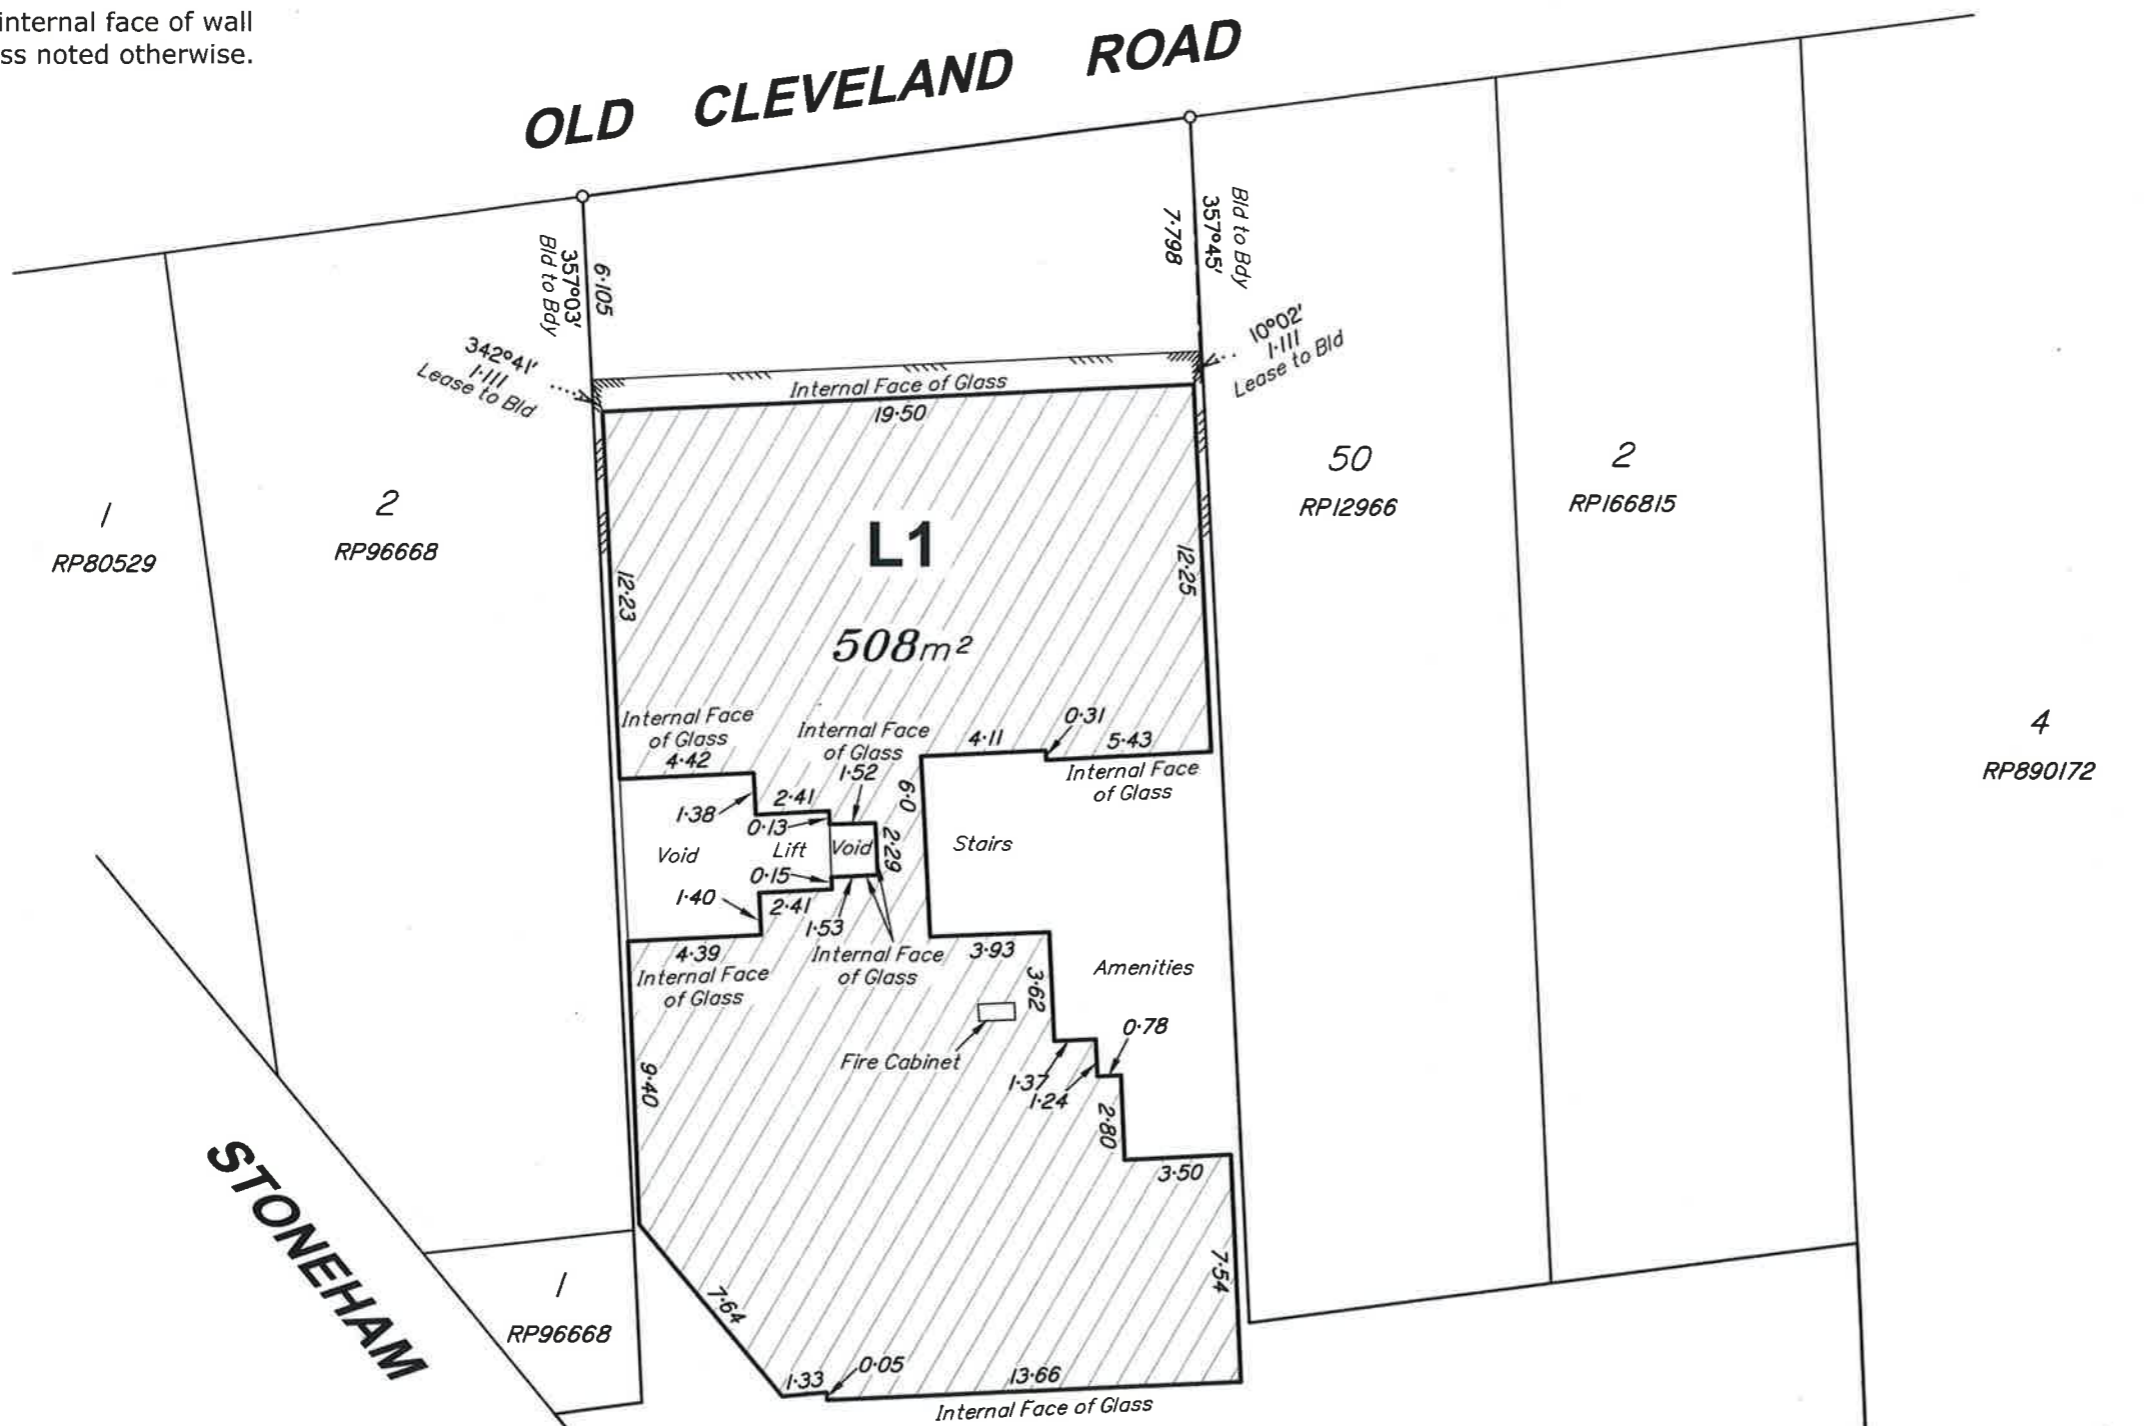 internal face of wall
ss noted otherwise.
OLD CLEVELAND ROAD
357°03'
Bld to Bdy
6·105
7·798
357°45'
Bld to Bdy
342°41'
1·111
Lease to Bld
10°02'
1·111
Lease to Bld
Internal Face of Glass
19·50
1
RP80529
2
RP96668
L1
508m²
12·23
12·25
50
RP12966
2
RP166815
4
RP890172
Internal Face
of Glass
4·42
Internal Face
of Glass
1·52
4·11
0·31
5·43
Internal Face
of Glass
1·38
2·41
0·13
6·0
2·29
Void
Lift
Void
Stairs
0·15
1·40
2·41
1·53
4·39
Internal Face
of Glass
Internal Face
of Glass
3·93
3·62
Amenities
0·78
Fire Cabinet
1·37
1·24
9·40
2·80
3·50
STONEHAM
7·54
1
RP96668
7·64
1·33
0·05
13·66
Internal Face of Glass